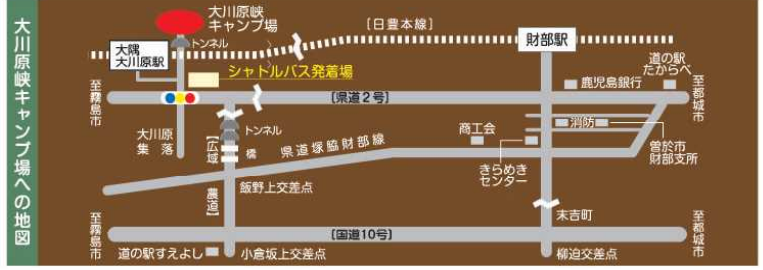 大川原峡キャンプ場への地図
大川原峡
キャンプ場
トンネル
[日豊本線]
大隅
大川原駅
シャトルバス発着場
財部駅
道の駅
たからべ
鹿児島銀行
至霧島市
[県道2号]
至都城市
大川原
集落
トンネル
橋
[広域農道]
県道塚脇財部線
商工会
消防
きらめき
センター
曽於市
財部支所
飯野上交差点
末吉町
至霧島市
[国道10号]
至都城市
道の駅すえよし
小倉坂上交差点
柳迫交差点